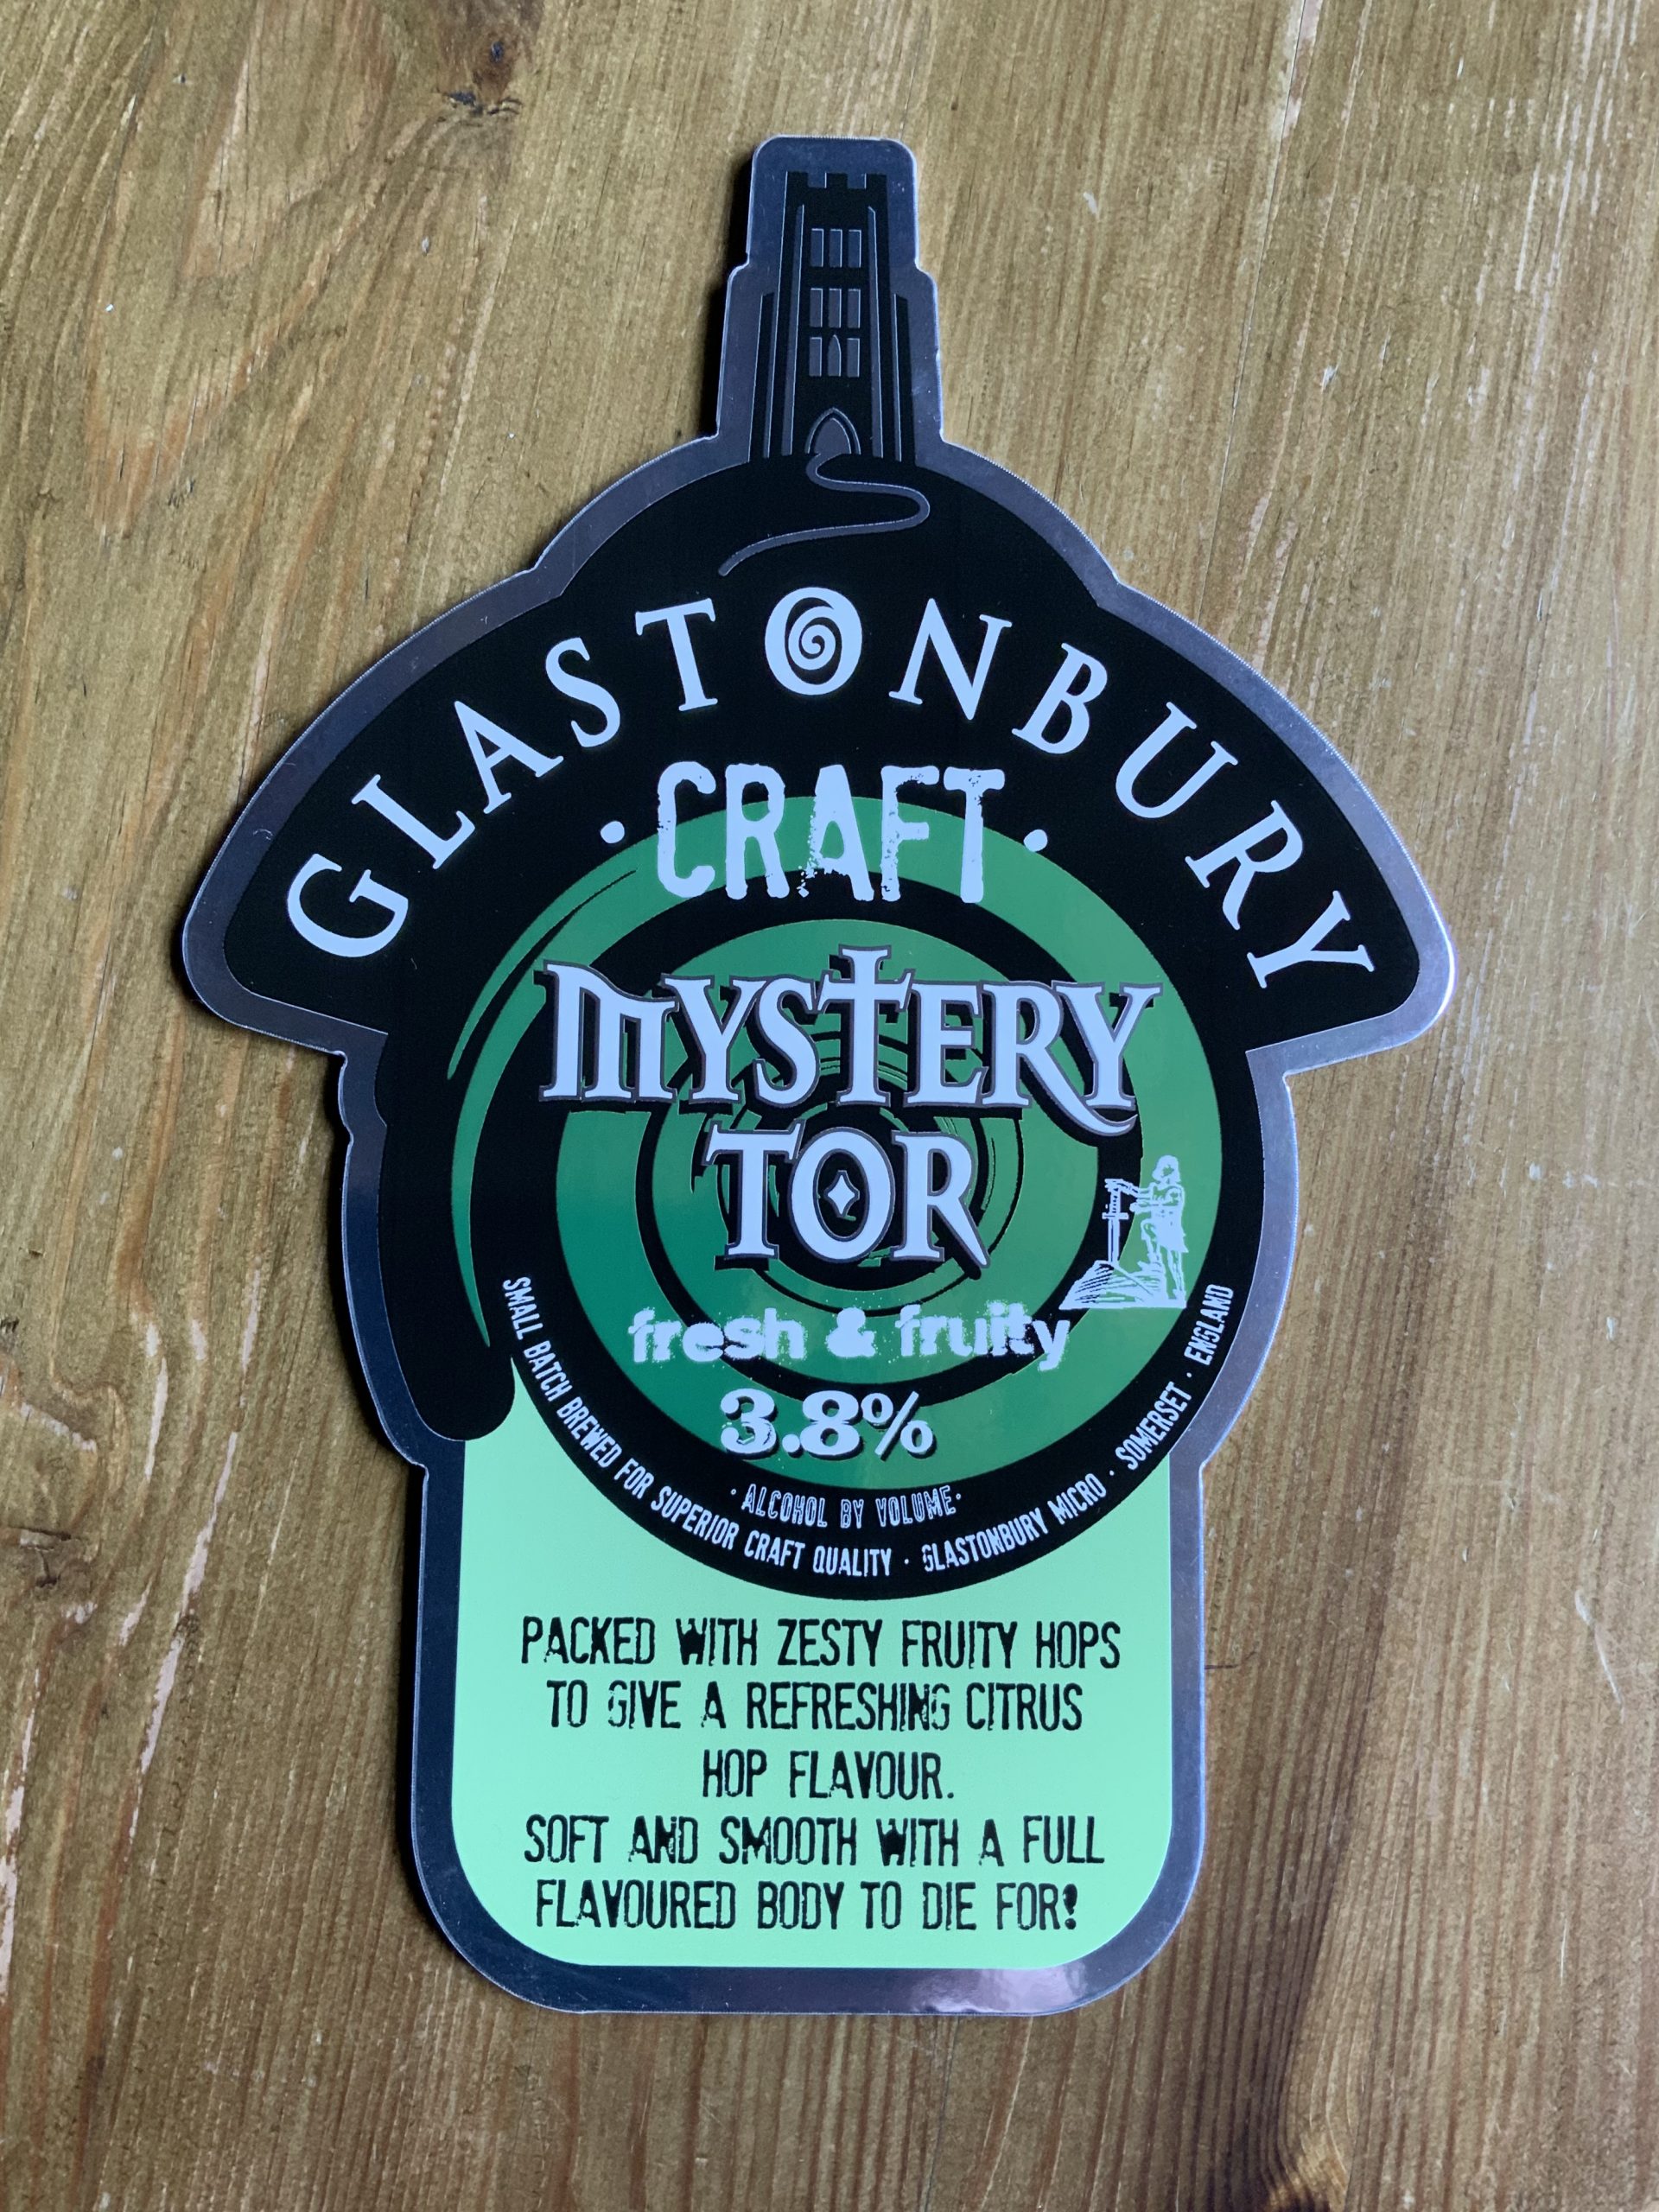 GLASTONBURY
· CRAFT ·
MYSTERY
TOR
fresh & fruity
3.8%
· ALCOHOL BY VOLUME ·
SMALL BATCH BREWED FOR SUPERIOR CRAFT QUALITY · GLASTONBURY MICRO · SOMERSET · ENGLAND
PACKED WITH ZESTY FRUITY HOPS
TO GIVE A REFRESHING CITRUS
HOP FLAVOUR.
SOFT AND SMOOTH WITH A FULL
FLAVOURED BODY TO DIE FOR!